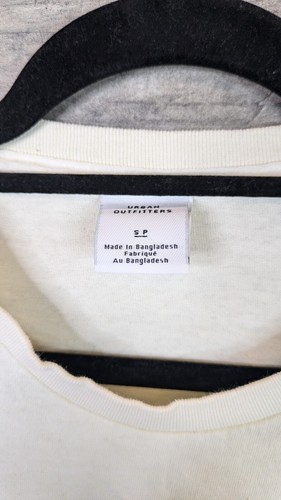 URBAN
OUTFITTERS
S P
Made In Bangladesh
Fabriqué
Au Bangladesh